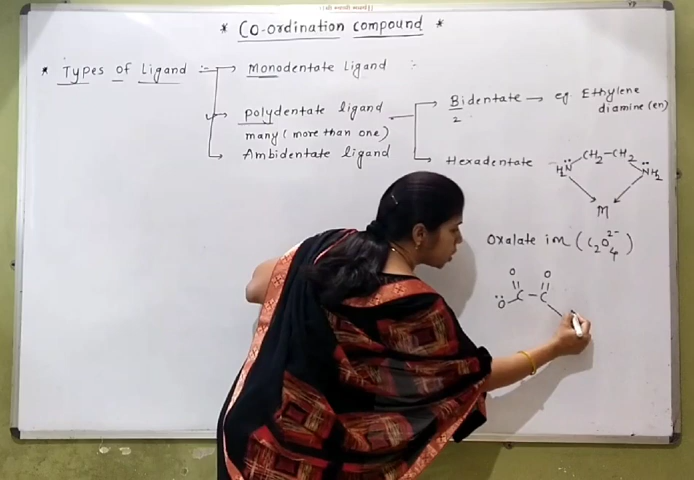 * Co-ordination compound *
* Types of Ligand :- → Monodentate Ligand :-
→ polydentate ligand
many (more than one)
→ Ambidentate ligand
→ Bidentate → eg Ethylene
2
diamine (en)
→ Hexadentate
H2N CH2-CH2 NH2
M
Oxalate ion (C2O4 2-)
O O
C - C
O